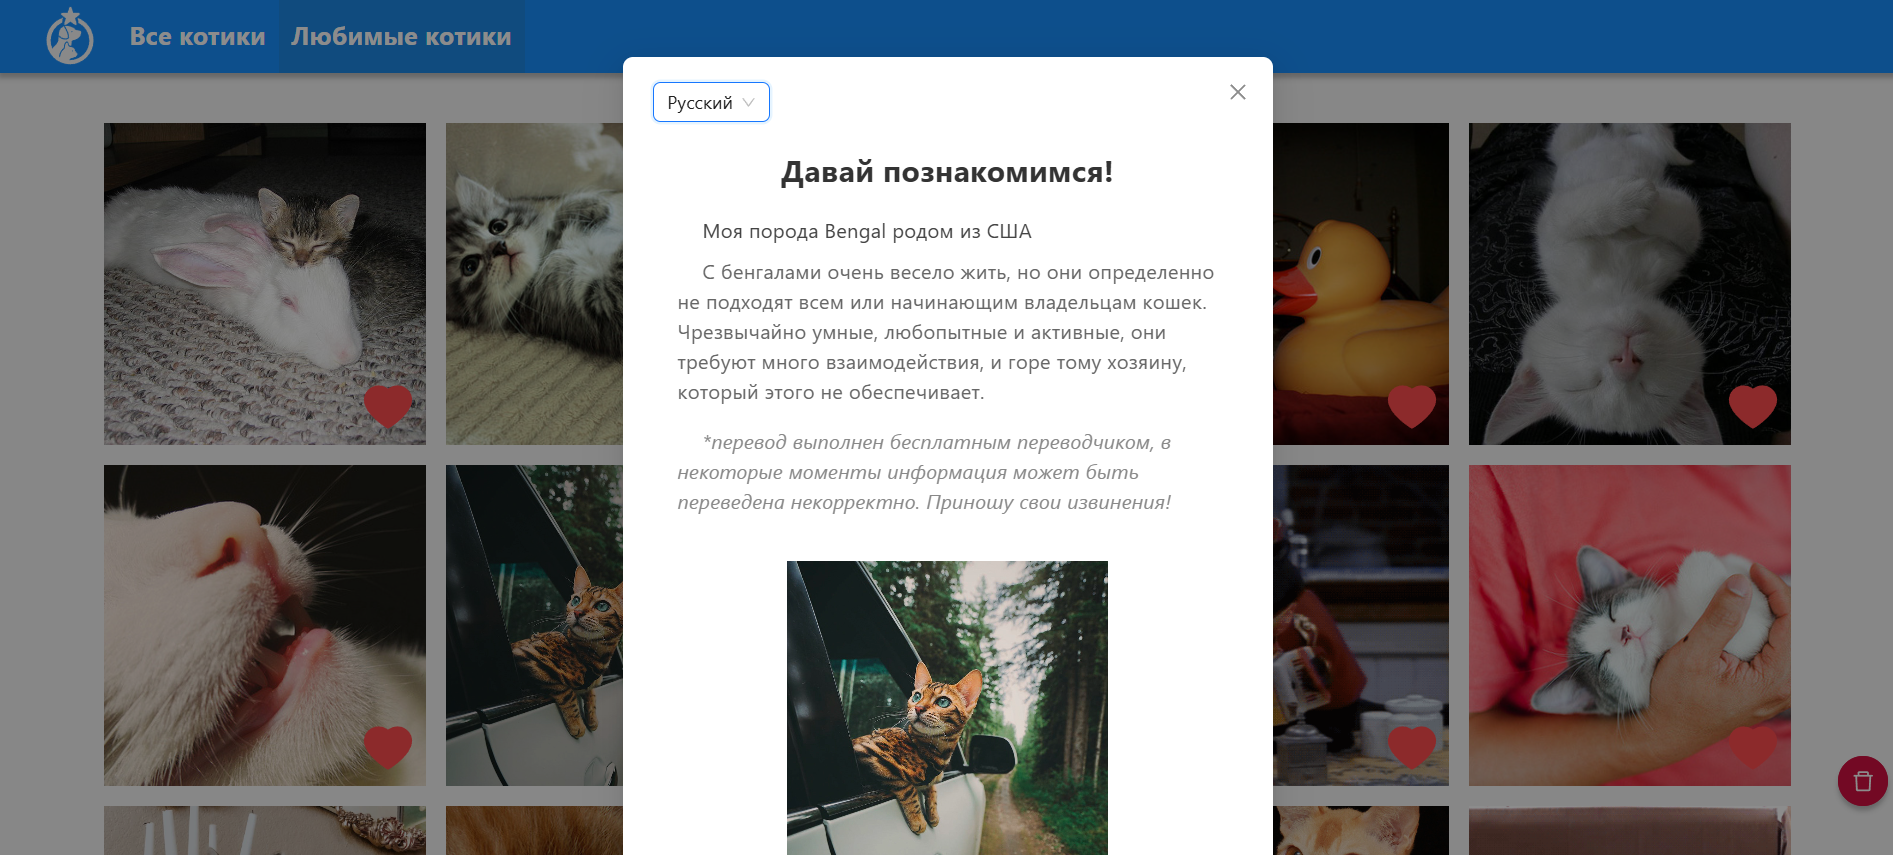 Все котики
Любимые котики
Русский
Давай познакомимся!
Моя порода Bengal родом из США
С бенгалами очень весело жить, но они определенно
не подходят всем или начинающим владельцам кошек.
Чрезвычайно умные, любопытные и активные, они
требуют много взаимодействия, и горе тому хозяину,
который этого не обеспечивает.
*перевод выполнен бесплатным переводчиком, в
некоторые моменты информация может быть
переведена некорректно. Приношу свои извинения!